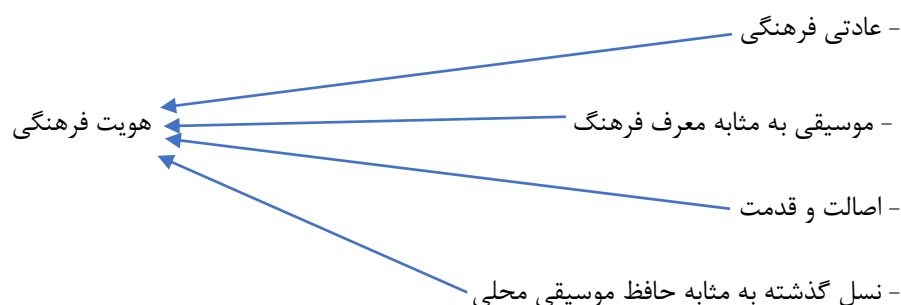 - عادتی فرهنگی
- موسیقی به مثابه معرف فرهنگ
هویت فرهنگی
- اصالت و قدمت
- نسل گذشته به مثابه حافظ موسیقی محلی